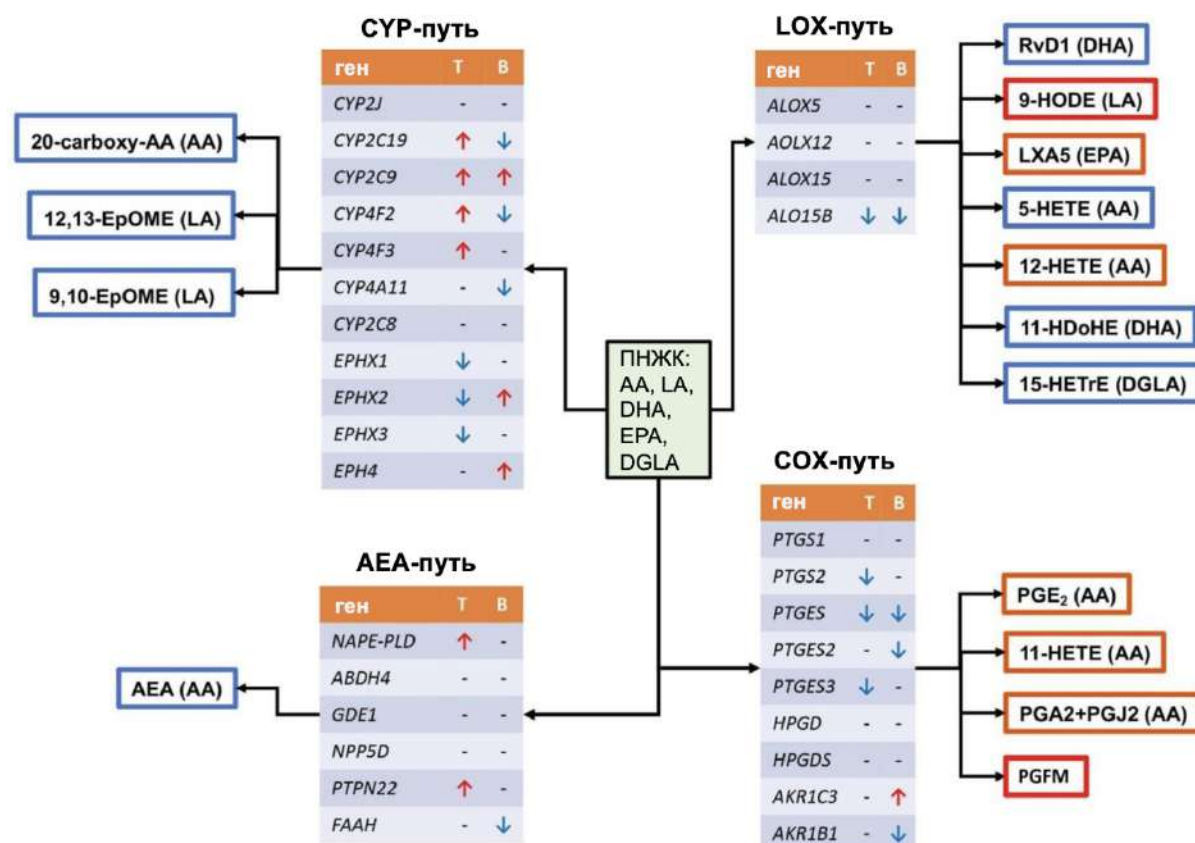 CYP-путь
ген T B
CYP2J - -
CYP2C19 ↑ ↓
CYP2C9 ↑ ↑
CYP4F2 ↑ ↓
CYP4F3 ↑ -
CYP4A11 - ↓
CYP2C8 - -
EPHX1 ↓ -
EPHX2 ↓ ↑
EPHX3 ↓ -
EPH4 - ↑
20-carboxy-AA (AA)
12,13-EpOME (LA)
9,10-EpOME (LA)
LOX-путь
ген T B
ALOX5 - -
AOLX12 - -
ALOX15 - -
ALO15B ↓ ↓
RvD1 (DHA)
9-HODE (LA)
LXA5 (EPA)
5-HETE (AA)
12-HETE (AA)
11-HDoHE (DHA)
15-HETrE (DGLA)
ПНЖК:
AA, LA,
DHA,
EPA,
DGLA
AEA-путь
ген T B
NAPE-PLD ↑ -
ABDH4 - -
GDE1 - -
NPP5D - -
PTPN22 ↑ -
FAAH - ↓
AEA (AA)
COX-путь
ген T B
PTGS1 - -
PTGS2 ↓ -
PTGES ↓ ↓
PTGES2 - ↓
PTGES3 ↓ -
HPGD - -
HPGDS - -
AKR1C3 - ↑
AKR1B1 - ↓
PGE₂ (AA)
11-HETE (AA)
PGA2+PGJ2 (AA)
PGFM